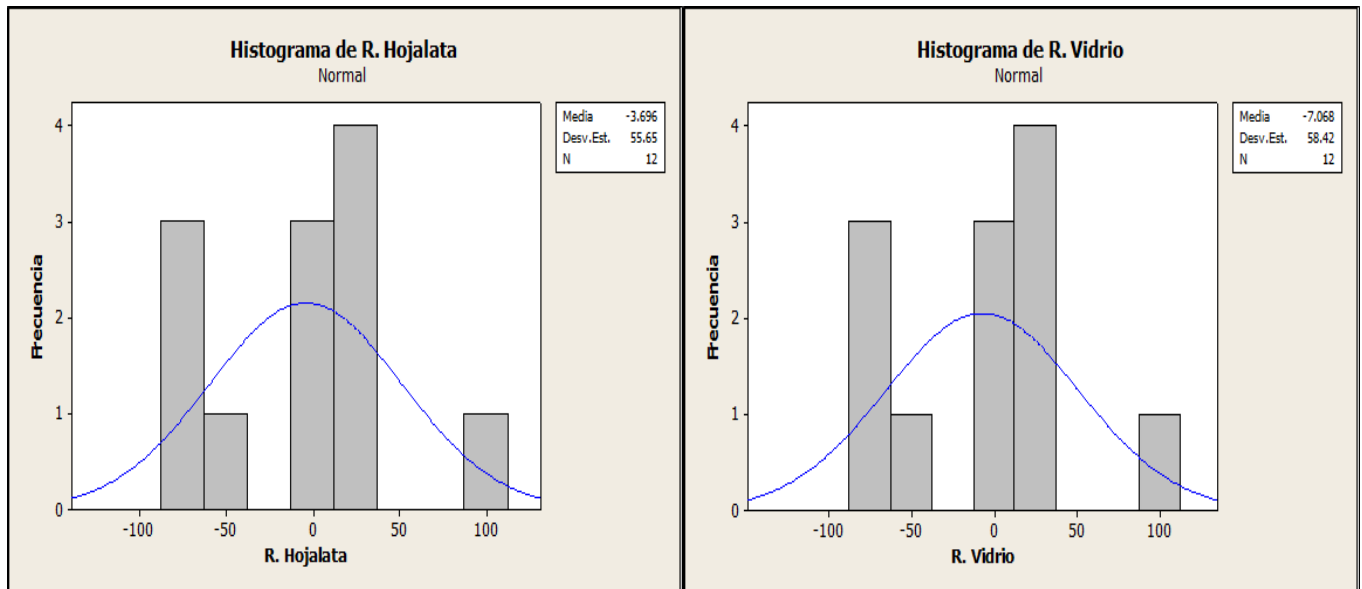 Histograma de R. Hojalata
Normal
Media -3.696
Desv.Est. 55.65
N 12
Frecuencia
4
3
2
1
0
-100 -50 0 50 100
R. Hojalata
Histograma de R. Vidrio
Normal
Media -7.068
Desv.Est. 58.42
N 12
Frecuencia
4
3
2
1
0
-100 -50 0 50 100
R. Vidrio